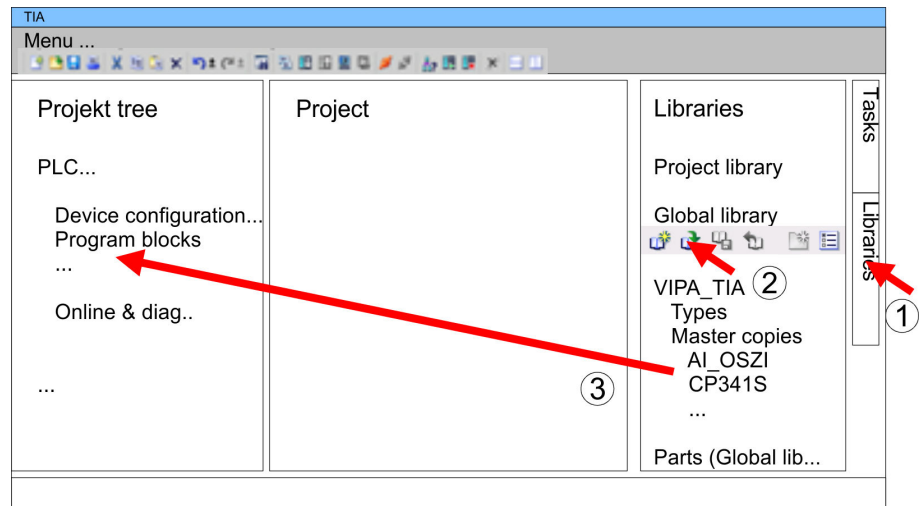 TIA
Menu ...
Projekt tree
PLC...
Device configuration...
Program blocks
...
Online & diag..
...
Project
③
Libraries
Project library
Global library
②
VIPA_TIA
Types
Master copies
AI_OSZI
CP341S
...
Parts (Global lib...
Tasks
Libraries
①